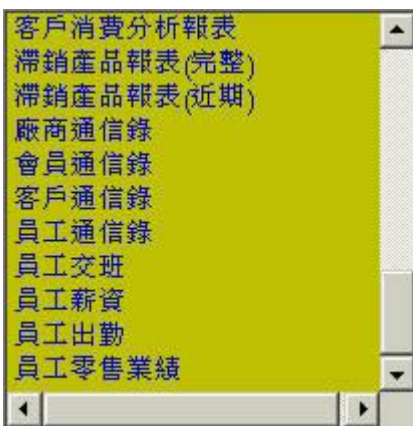 客戶消費分析報表
滯銷產品報表(完整)
滯銷產品報表(近期)
廠商通信錄
會員通信錄
客戶通信錄
員工通信錄
員工交班
員工薪資
員工出勤
員工零售業績